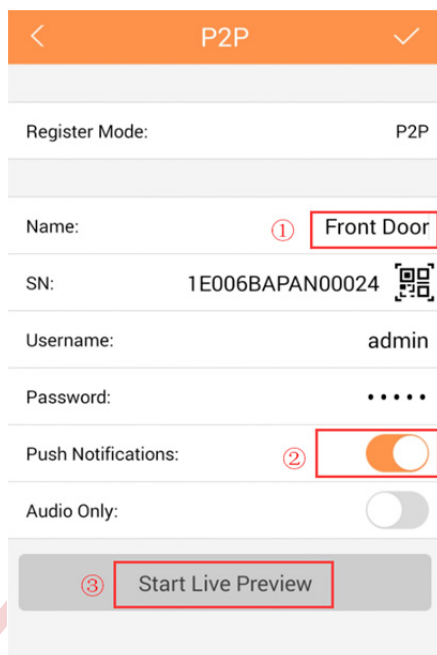 P2P
Register Mode: P2P
Name: ① Front Door
SN: 1E006BAPAN00024
Username: admin
Password: •••••
Push Notifications: ②
Audio Only:
③ Start Live Preview